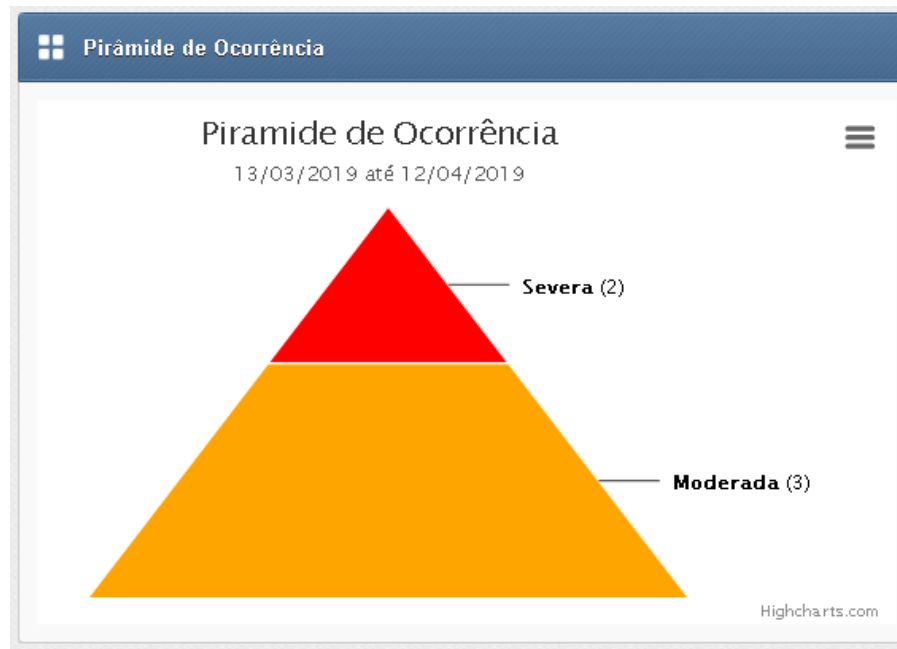 Pirâmide de Ocorrência
Piramide de Ocorrência
13/03/2019 até 12/04/2019
Severa (2)
Moderada (3)
Highcharts.com